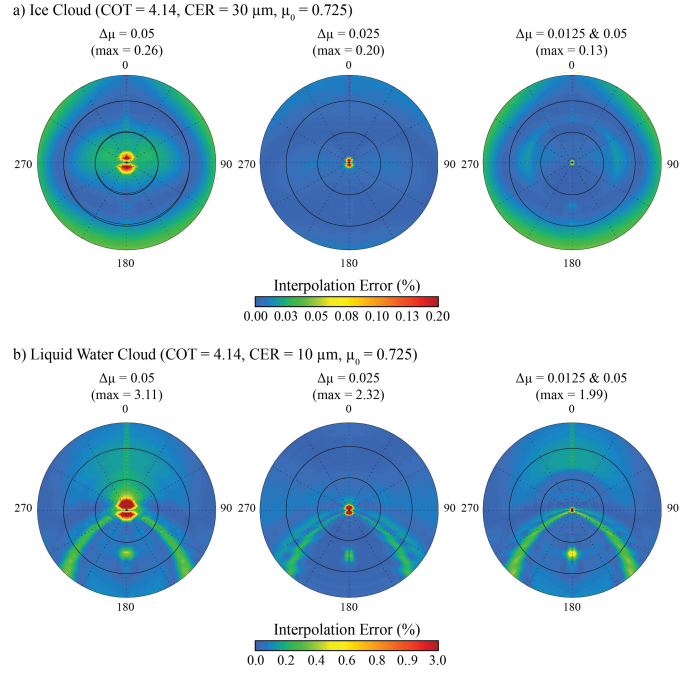 a) Ice Cloud (COT = 4.14, CER = 30 µm, μ0 = 0.725)
Δμ = 0.05
(max = 0.26)
0
270
90
180
Δμ = 0.025
(max = 0.20)
0
270
90
180
Δμ = 0.0125 & 0.05
(max = 0.13)
0
270
90
180
Interpolation Error (%)
0.00 0.03 0.05 0.08 0.10 0.13 0.20
b) Liquid Water Cloud (COT = 4.14, CER = 10 µm, μ0 = 0.725)
Δμ = 0.05
(max = 3.11)
0
270
90
180
Δμ = 0.025
(max = 2.32)
0
270
90
180
Δμ = 0.0125 & 0.05
(max = 1.99)
0
270
90
180
Interpolation Error (%)
0.0 0.2 0.4 0.6 0.8 0.9 3.0